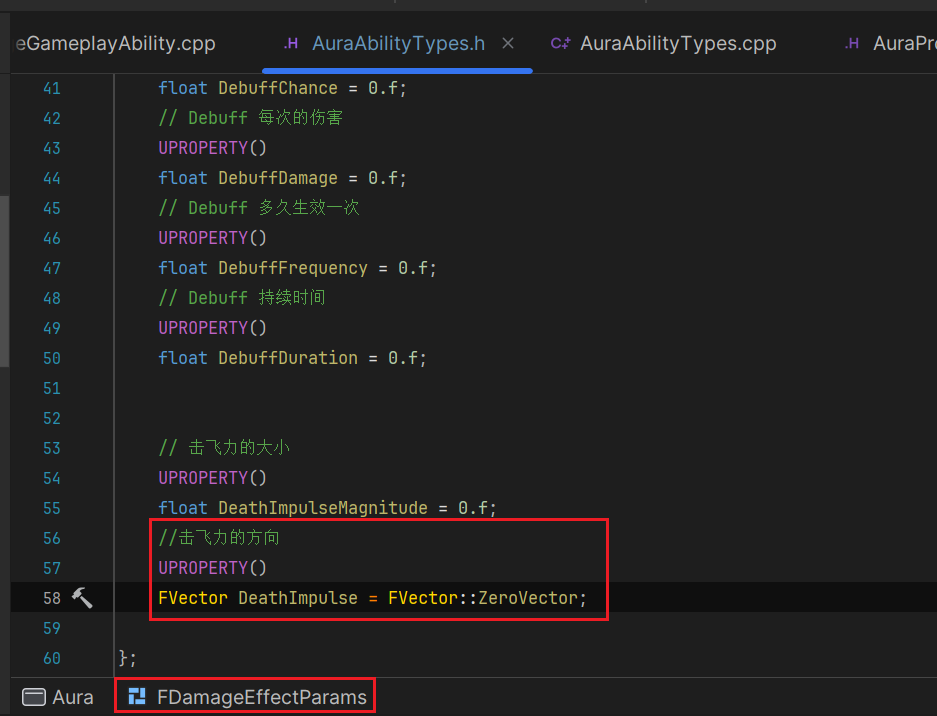 eGameplayAbility.cpp .H AuraAbilityTypes.h × C++ AuraAbilityTypes.cpp .H AuraPro
41 float DebuffChance = 0.f;
42 // Debuff 每次的伤害
43 UPROPERTY()
44 float DebuffDamage = 0.f;
45 // Debuff 多久生效一次
46 UPROPERTY()
47 float DebuffFrequency = 0.f;
48 // Debuff 持续时间
49 UPROPERTY()
50 float DebuffDuration = 0.f;
51
52
53 // 击飞力的大小
54 UPROPERTY()
55 float DeathImpulseMagnitude = 0.f;
56 //击飞力的方向
57 UPROPERTY()
58 FVector DeathImpulse = FVector::ZeroVector;
59
60 };
Aura FDamageEffectParams